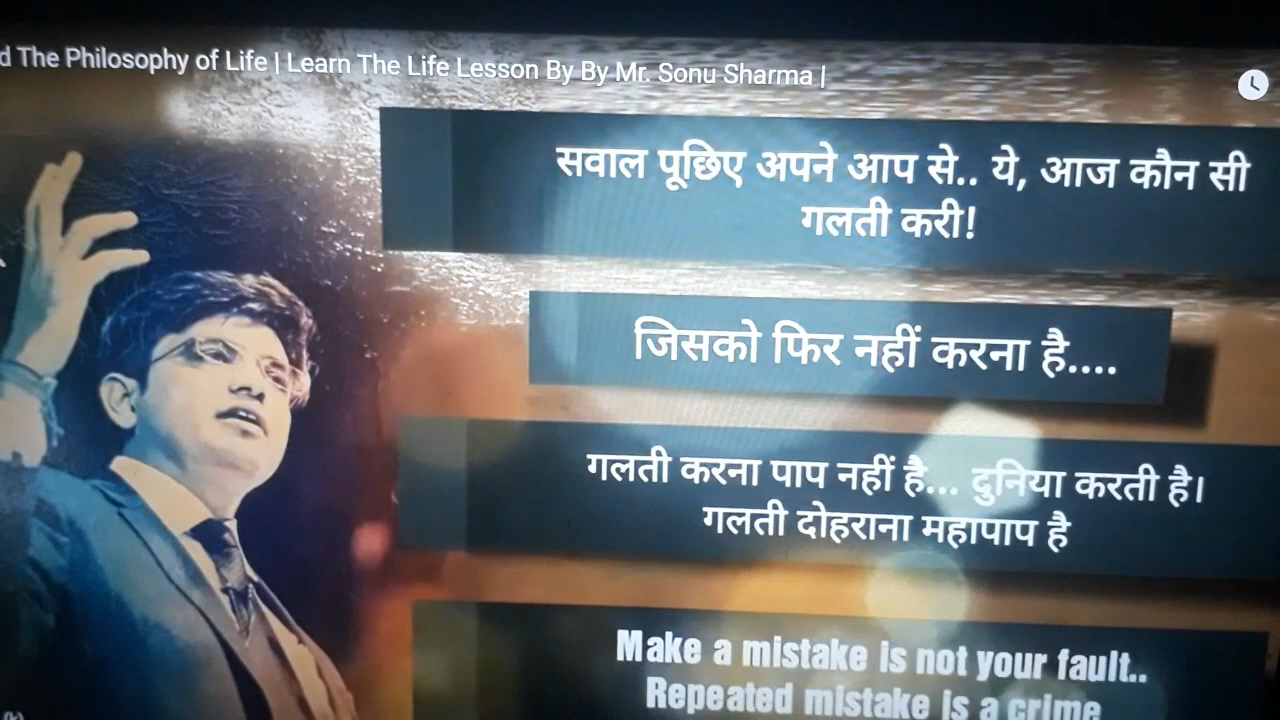 d The Philosophy of Life | Learn The Life Lesson By By Mr. Sonu Sharma |
सवाल पूछिए अपने आप से.. ये, आज कौन सी
गलती करी!
जिसको फिर नहीं करना है....
गलती करना पाप नहीं है... दुनिया करती है।
गलती दोहराना महापाप है
Make a mistake is not your fault..
Repeated mistake is a crime